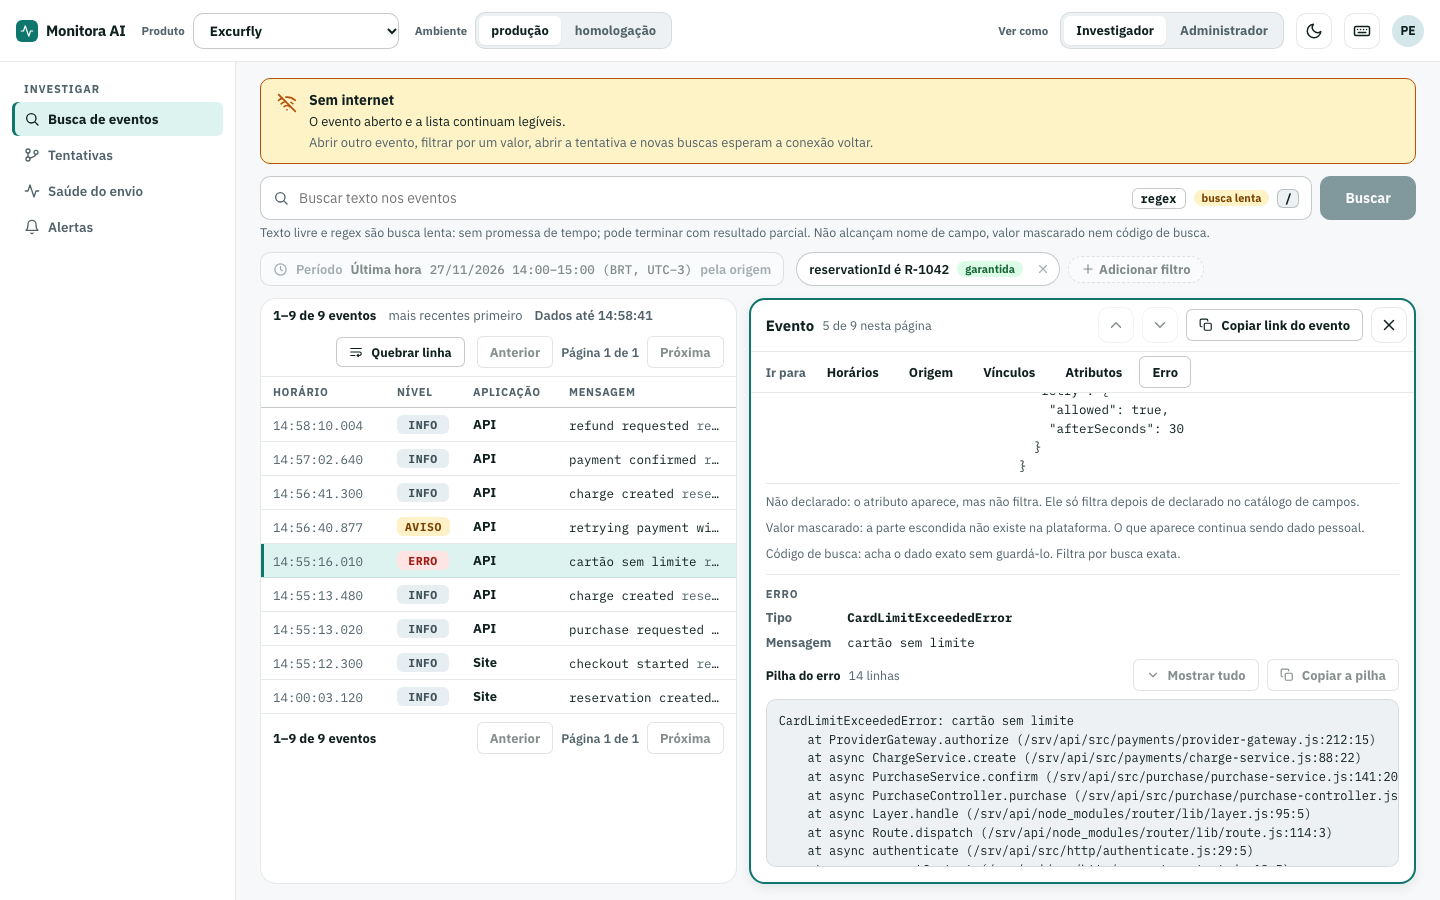 Monitora AI
Produto
Excurfly
Ambiente
produção
homologação
Ver como
Investigador
Administrador
PE
INVESTIGAR
Busca de eventos
Tentativas
Saúde do envio
Alertas
Sem internet
O evento aberto e a lista continuam legíveis.
Abrir outro evento, filtrar por um valor, abrir a tentativa e novas buscas esperam a conexão voltar.
Buscar texto nos eventos
regex
busca lenta
/
Buscar
Texto livre e regex são busca lenta: sem promessa de tempo; pode terminar com resultado parcial. Não alcançam nome de campo, valor mascarado nem código de busca.
Período Última hora 27/11/2026 14:00–15:00 (BRT, UTC−3) pela origem
reservationId é R-1042 garantida
Adicionar filtro
1–9 de 9 eventos mais recentes primeiro Dados até 14:58:41
Quebrar linha
Anterior
Página 1 de 1
Próxima
HORÁRIO NÍVEL APLICAÇÃO MENSAGEM
14:58:10.004 INFO API refund requested re…
14:57:02.640 INFO API payment confirmed r…
14:56:41.300 INFO API charge created rese…
14:56:40.877 AVISO API retrying payment wi…
14:55:16.010 ERRO API cartão sem limite r…
14:55:13.480 INFO API charge created rese…
14:55:13.020 INFO API purchase requested …
14:55:12.300 INFO Site checkout started re…
14:00:03.120 INFO Site reservation created…
1–9 de 9 eventos
Anterior
Página 1 de 1
Próxima
Evento 5 de 9 nesta página
Copiar link do evento
Ir para
Horários
Origem
Vínculos
Atributos
Erro
"retry": {
"allowed": true,
"afterSeconds": 30
}
}
Não declarado: o atributo aparece, mas não filtra. Ele só filtra depois de declarado no catálogo de campos.
Valor mascarado: a parte escondida não existe na plataforma. O que aparece continua sendo dado pessoal.
Código de busca: acha o dado exato sem guardá-lo. Filtra por busca exata.
ERRO
Tipo CardLimitExceededError
Mensagem cartão sem limite
Pilha do erro 14 linhas
Mostrar tudo
Copiar a pilha
CardLimitExceededError: cartão sem limite
at ProviderGateway.authorize (/srv/api/src/payments/provider-gateway.js:212:15)
at async ChargeService.create (/srv/api/src/payments/charge-service.js:88:22)
at async PurchaseService.confirm (/srv/api/src/purchase/purchase-service.js:141:20
at async PurchaseController.purchase (/srv/api/src/purchase/purchase-controller.js
at async Layer.handle (/srv/api/node_modules/router/lib/layer.js:95:5)
at async Route.dispatch (/srv/api/node_modules/router/lib/route.js:114:3)
at async authenticate (/srv/api/src/http/authenticate.js:29:5)